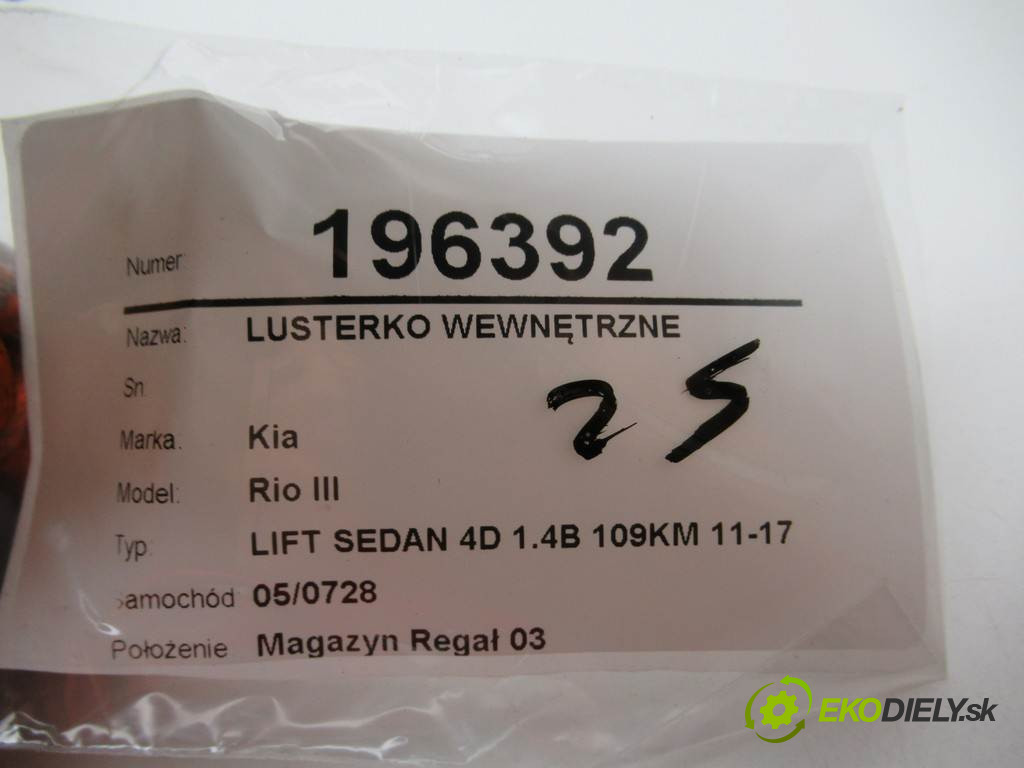 Numer: 196392
Nazwa: LUSTERKO WEWNĘTRZNE
Sn
25
Marka: Kia
Model: Rio III
Typ: LIFT SEDAN 4D 1.4B 109KM 11-17
Samochód 05/0728
Położenie Magazyn Regał 03
EKODIELY.sk